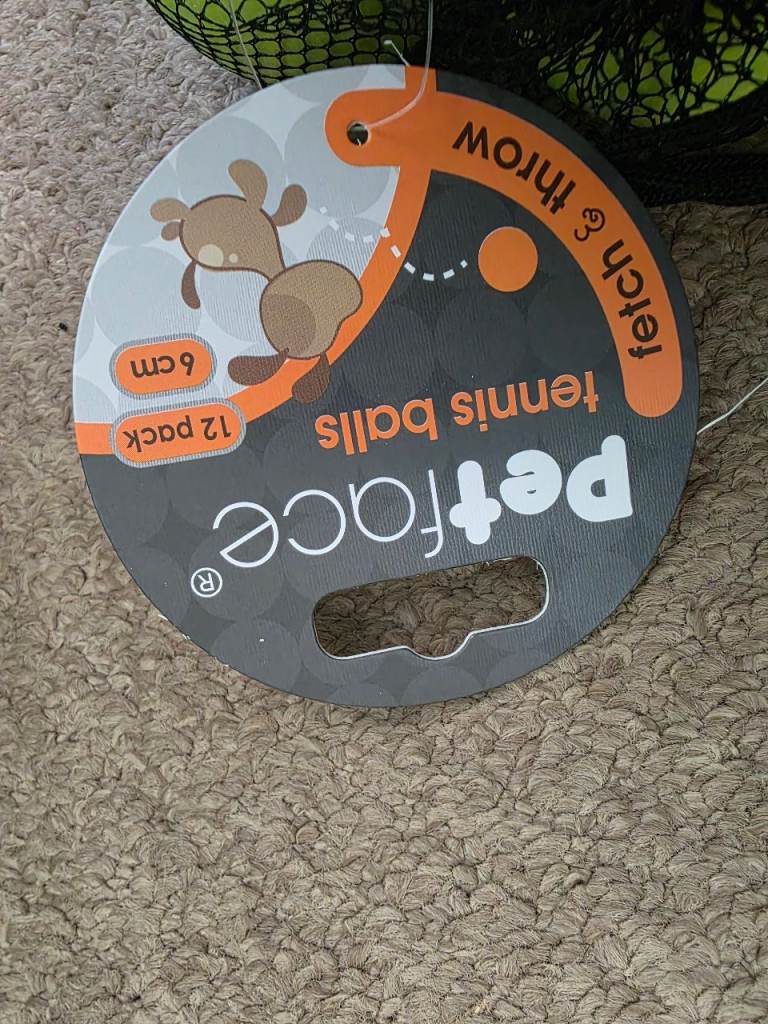 Petface®
tennis balls
12 pack
6 cm
fetch & throw